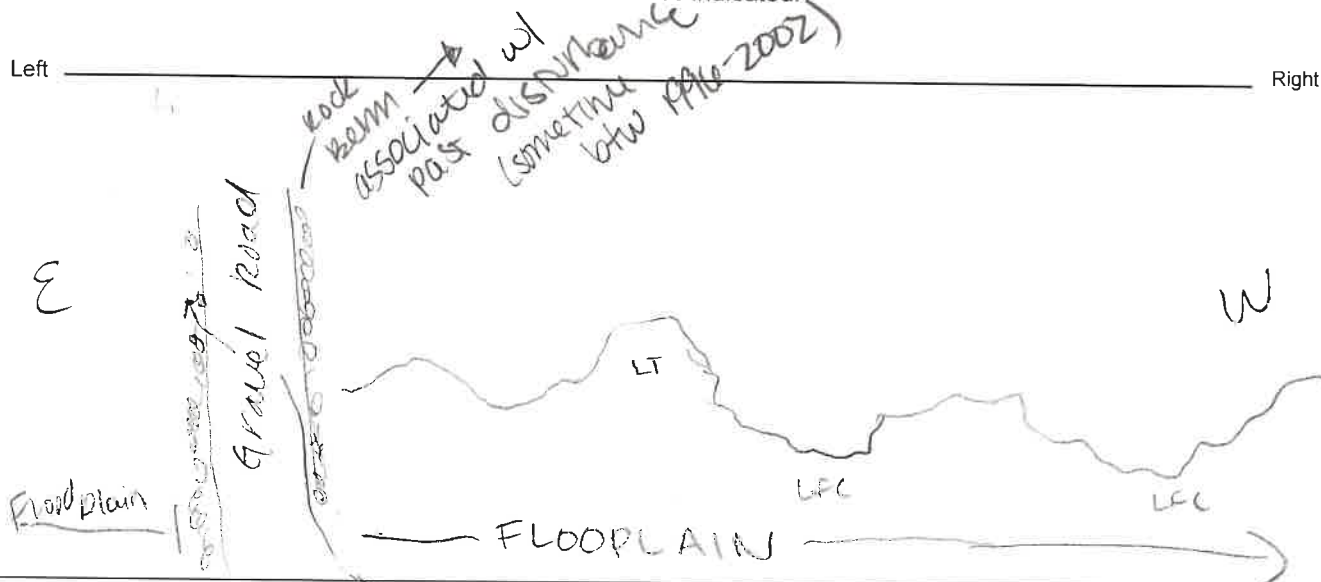 Left
Right
rock
Berm →
associated w/
past disturbance
(sometime
btw 1996-2002)
E
Gravel Road
W
LT
LFC
LFC
Floodplain
FLOOPLAIN